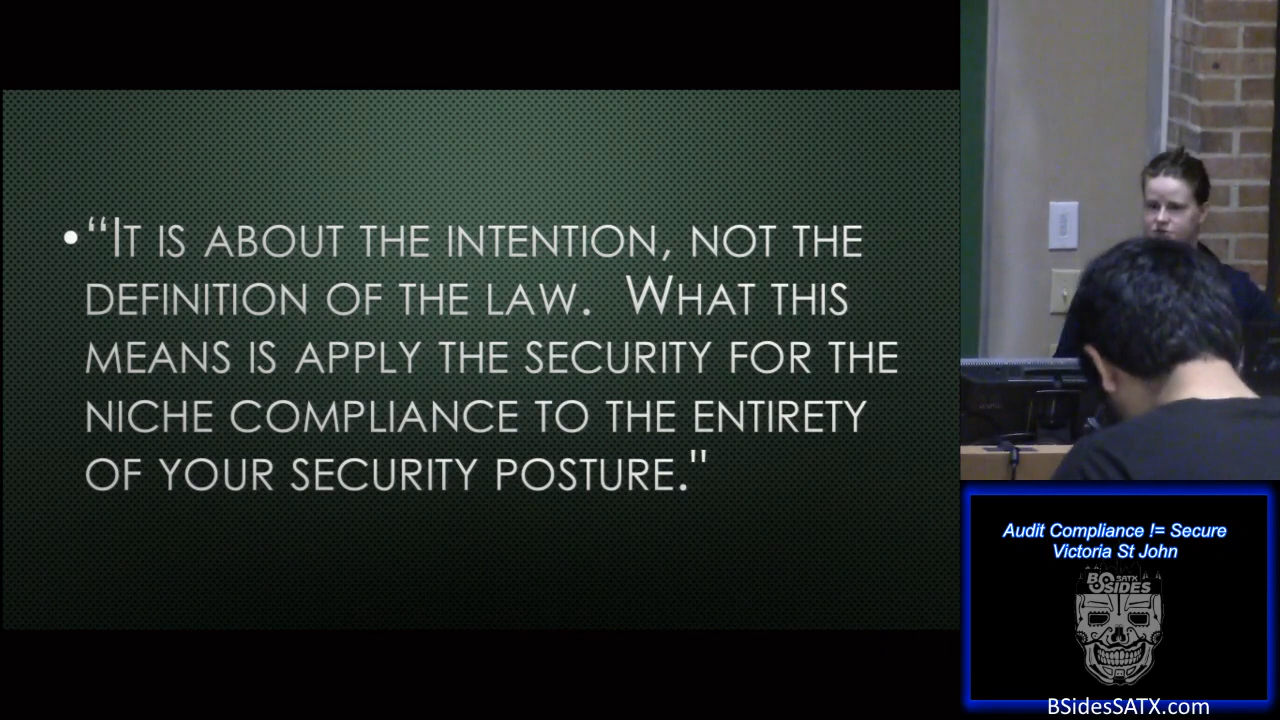 • “IT IS ABOUT THE INTENTION, NOT THE
DEFINITION OF THE LAW.  WHAT THIS
MEANS IS APPLY THE SECURITY FOR THE
NICHE COMPLIANCE TO THE ENTIRETY
OF YOUR SECURITY POSTURE."
Audit Compliance != Secure
Victoria St John
BSIDES SATX
BSidesSATX.com